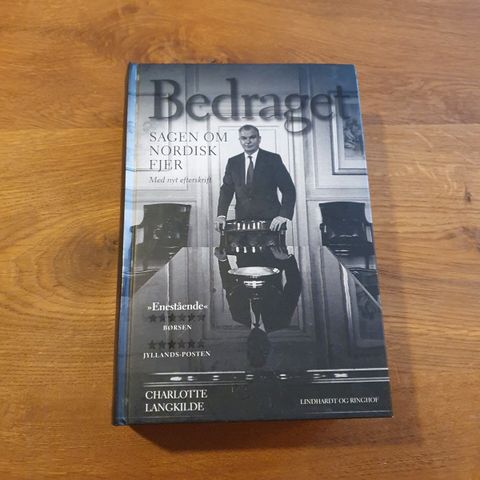 Bedraget
SAGEN OM
NORDISK
FJER
Med nyt efterskrift
»Enestående«
★★★★★★
BØRSEN
★★★★★★
JYLLANDS-POSTEN
CHARLOTTE
LANGKILDE
LINDHARDT OG RINGHOF